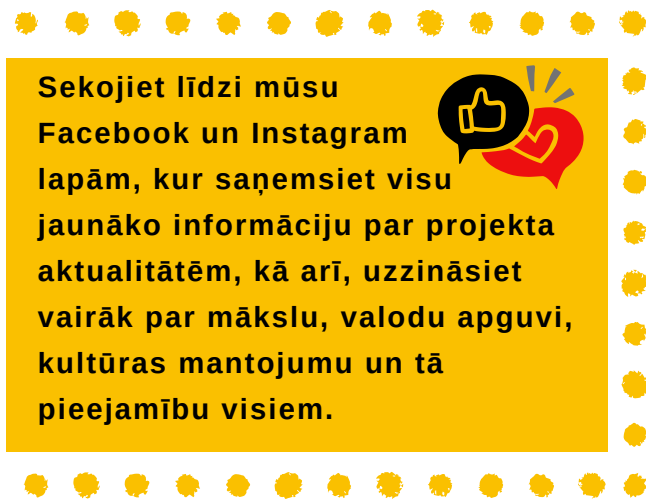 Sekojiet līdzi mūsu
Facebook un Instagram
lapām, kur saņemsiet visu
jaunāko informāciju par projekta
aktualitātēm, kā arī, uzzināsiet
vairāk par mākslu, valodu apguvi,
kultūras mantojumu un tā
pieejamību visiem.